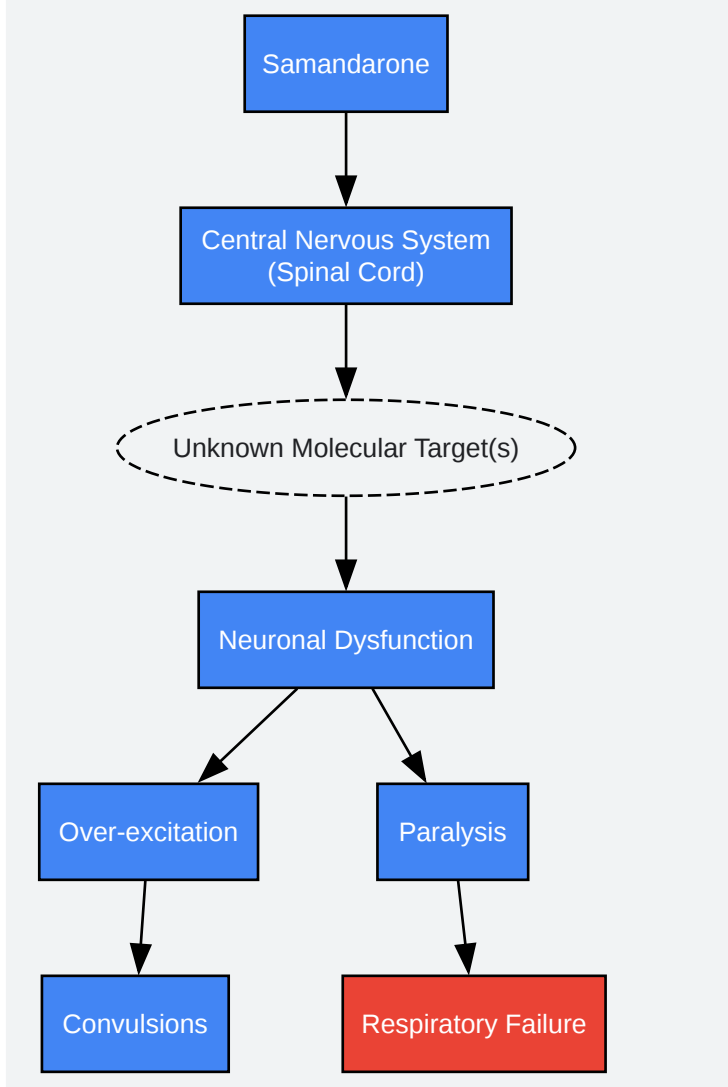 Samandarone
Central Nervous System
(Spinal Cord)
Unknown Molecular Target(s)
Neuronal Dysfunction
Over-excitation
Paralysis
Convulsions
Respiratory Failure